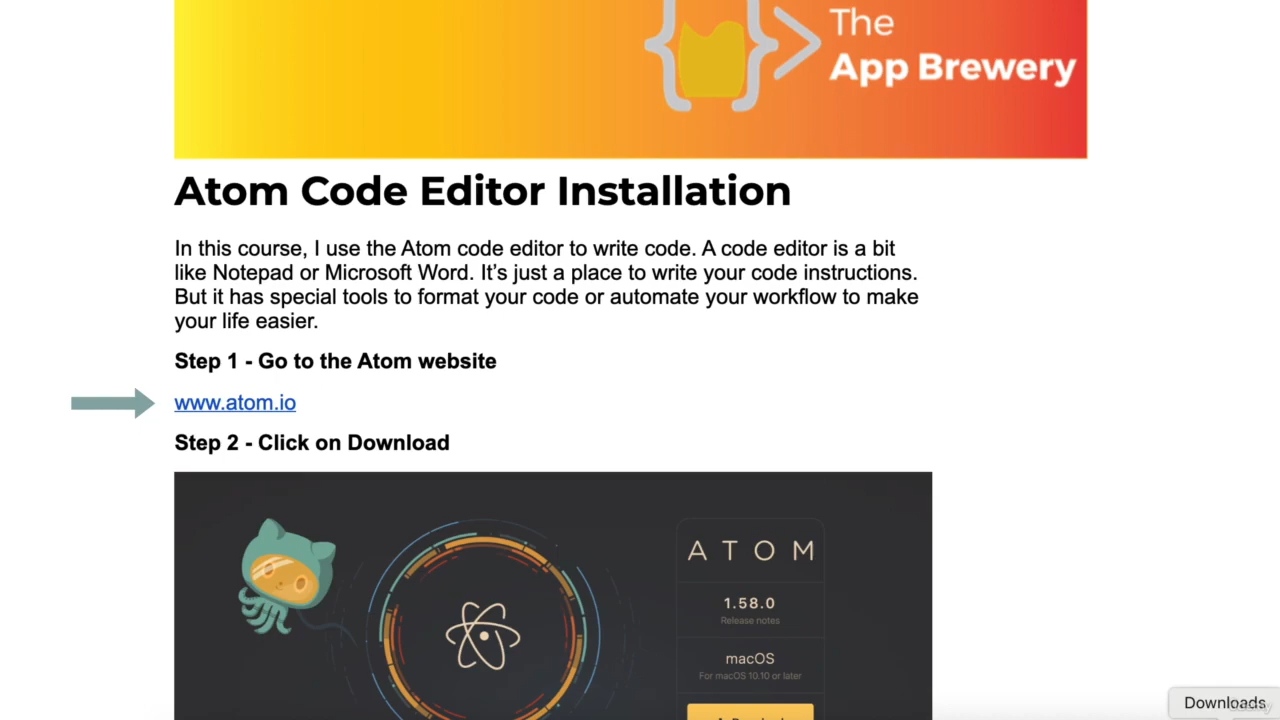 The
App Brewery
Atom Code Editor Installation
In this course, I use the Atom code editor to write code. A code editor is a bit
like Notepad or Microsoft Word. It’s just a place to write your code instructions.
But it has special tools to format your code or automate your workflow to make
your life easier.
Step 1 - Go to the Atom website
www.atom.io
Step 2 - Click on Download
ATOM
1.58.0
Release notes
macOS
For macOS 10.10 or later
Downloads